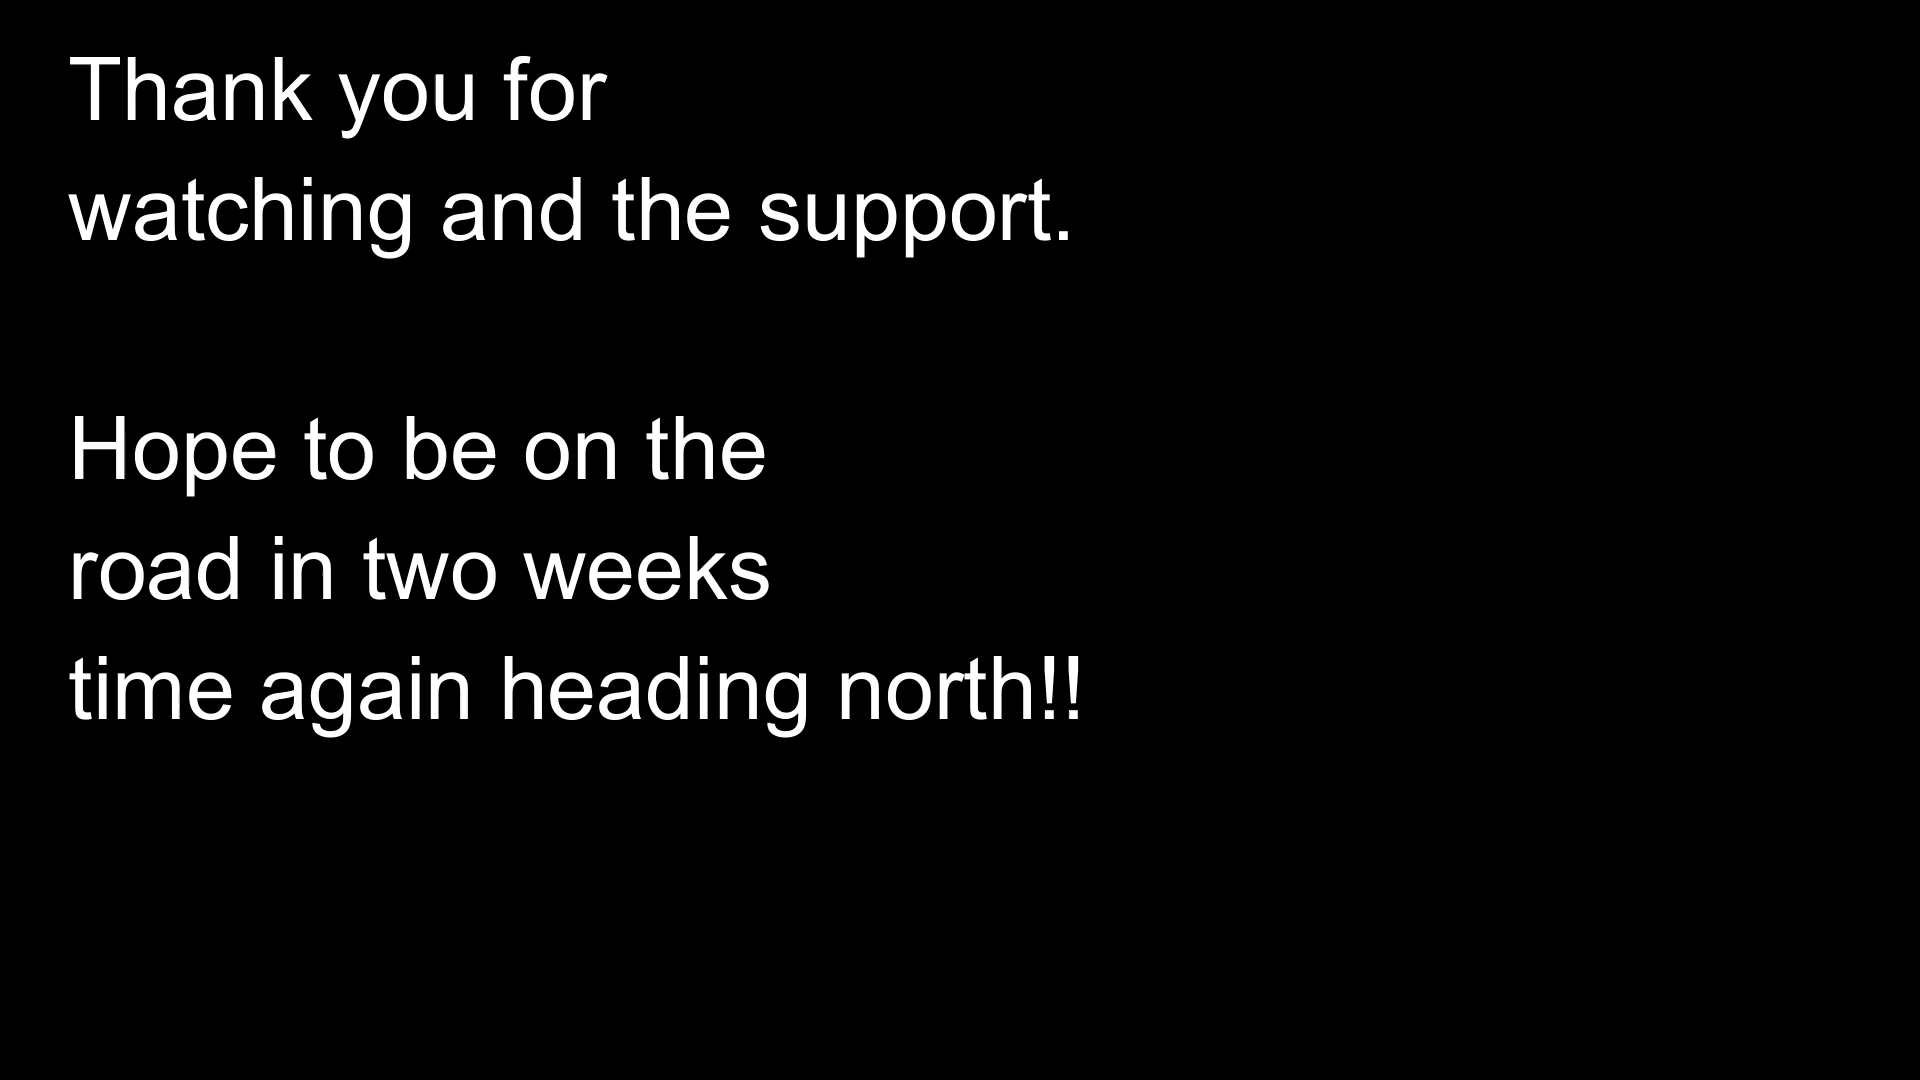 Thank you for
watching and the support.
Hope to be on the
road in two weeks
time again heading north!!